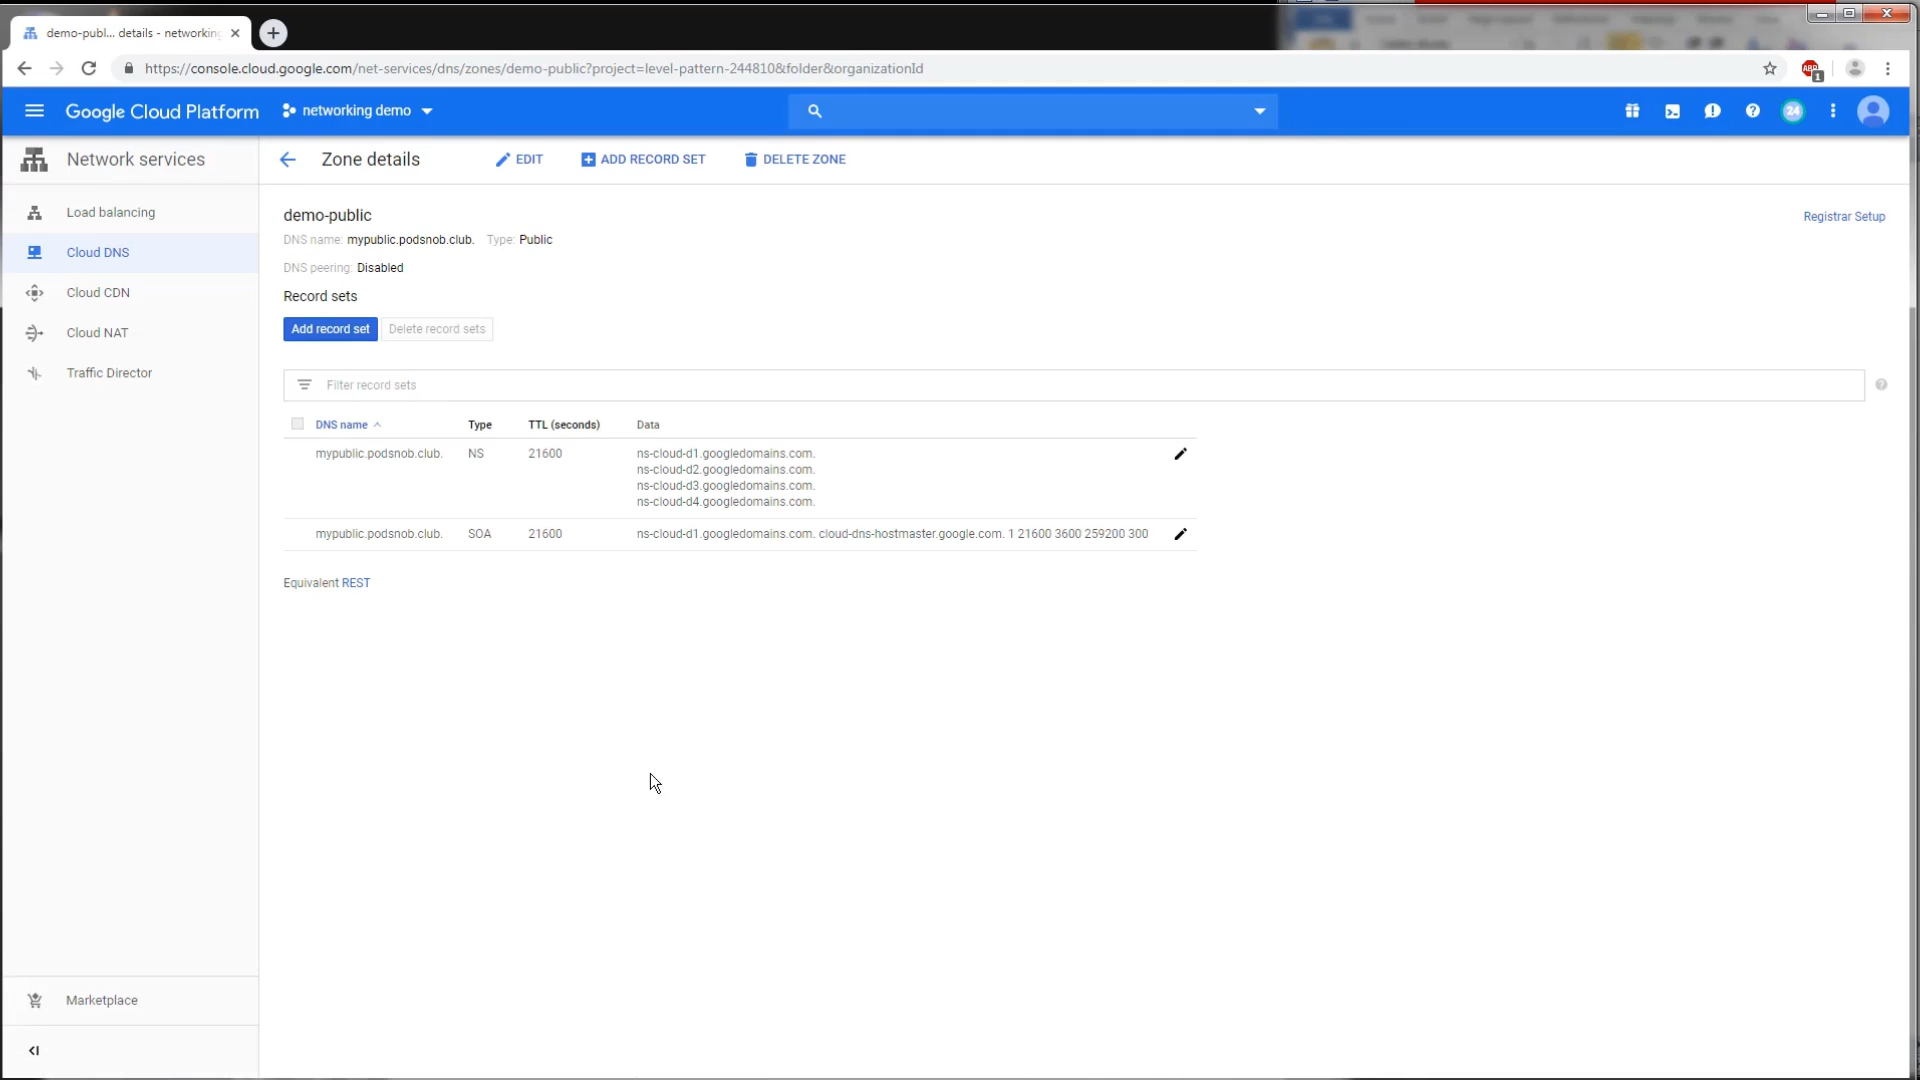 demo-publ... details - networking
https://console.cloud.google.com/net-services/dns/zones/demo-public?project=level-pattern-244810&folder&organizationId
ABP
1
Google Cloud Platform
networking demo
24
Network services
Zone details
EDIT
ADD RECORD SET
DELETE ZONE
Load balancing
Cloud DNS
Cloud CDN
Cloud NAT
Traffic Director
Marketplace
demo-public
Registrar Setup
DNS name: mypublic.podsnob.club. Type: Public
DNS peering: Disabled
Record sets
Add record set
Delete record sets
Filter record sets
DNS name Type TTL (seconds) Data
mypublic.podsnob.club. NS 21600 ns-cloud-d1.googledomains.com.
ns-cloud-d2.googledomains.com.
ns-cloud-d3.googledomains.com.
ns-cloud-d4.googledomains.com.
mypublic.podsnob.club. SOA 21600 ns-cloud-d1.googledomains.com. cloud-dns-hostmaster.google.com. 1 21600 3600 259200 300
Equivalent REST